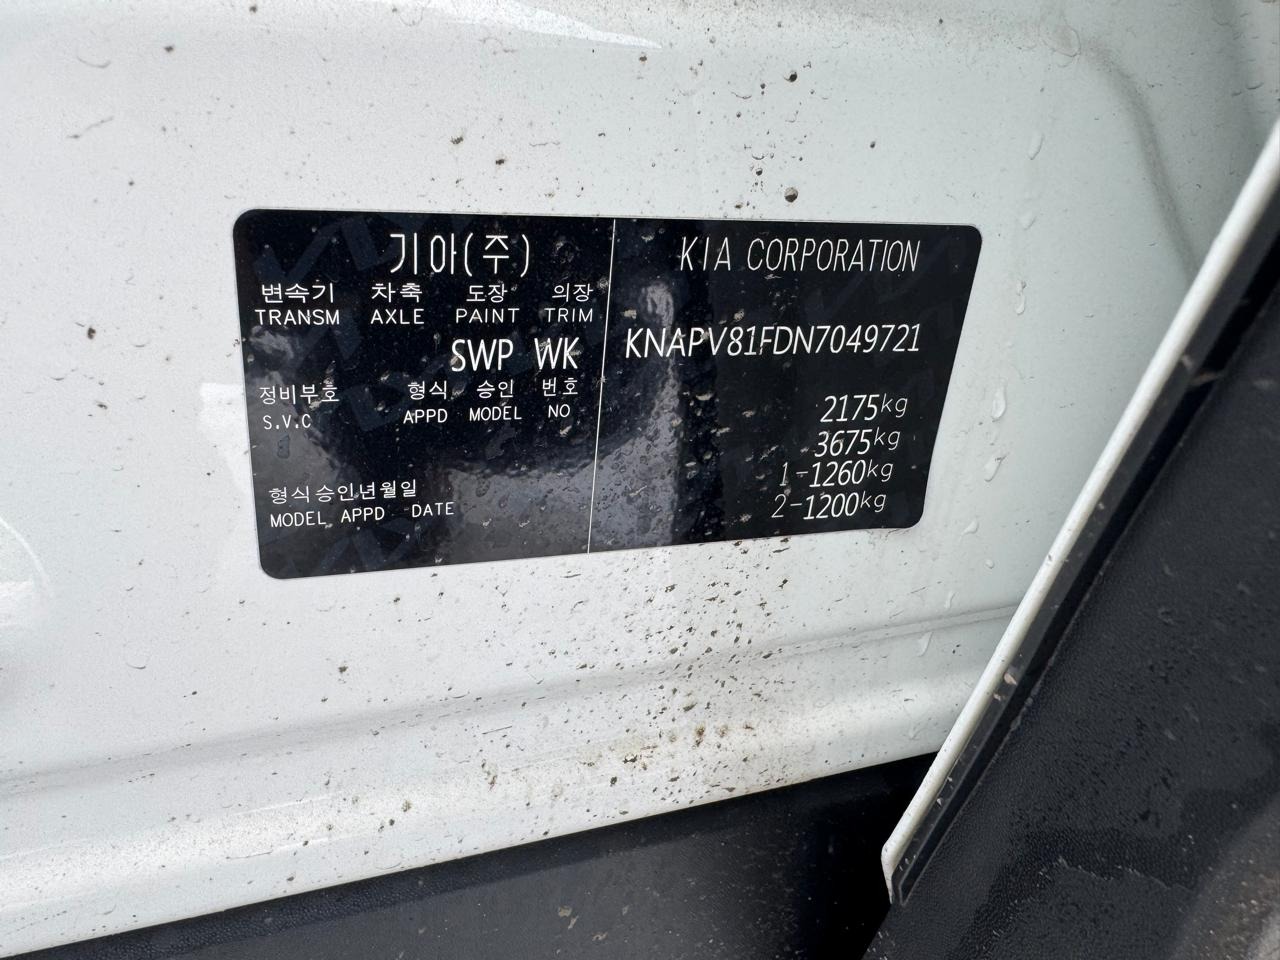 기아(주)
변속기 차축 도장 의장
TRANSM AXLE PAINT TRIM
SWP WK
정비부호 형식 승인 번호
S.V.C APPD MODEL NO
형식승인년월일
MODEL APPD DATE
KIA CORPORATION
KNAPV81FDN7049721
2175kg
3675kg
1-1260kg
2-1200kg